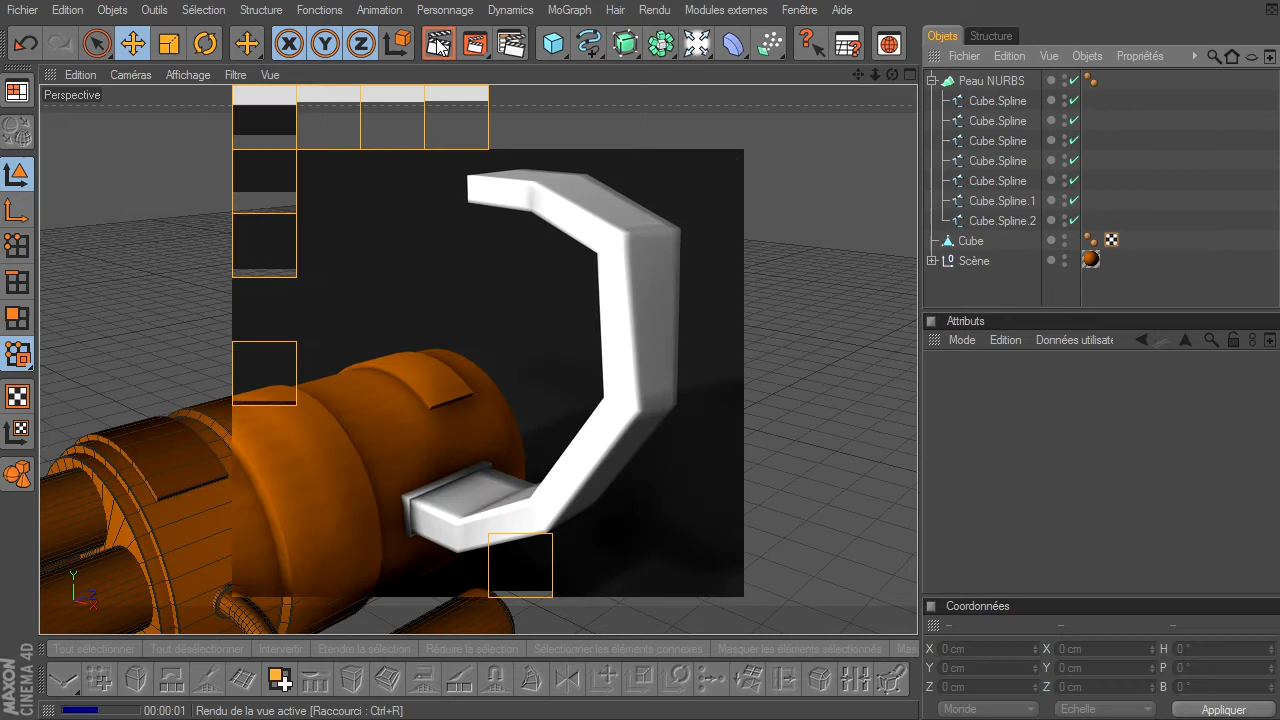 Fichier Edition Objets Outils Sélection Structure Fonctions Animation Personnage Dynamics MoGraph Hair Rendu Modules externes Fenêtre Aide
X Y Z
Objets Structure
Fichier Edition Vue Objets Propriétés
Edition Caméras Affichage Filtre Vue
Perspective
Peau NURBS
Cube.Spline
Cube.Spline
Cube.Spline
Cube.Spline
Cube.Spline
Cube.Spline.1
Cube.Spline.2
Cube
Scène
Attributs
Mode Edition Données utilisate
Y
Z
X
Coordonnées
X 0 cm X 0 cm H 0 °
Y 0 cm Y 0 cm P 0 °
Z 0 cm Z 0 cm B 0 °
Monde Echelle Appliquer
Tout sélectionner Tout désélectionner Intervertir Etendre la sélection Réduire la sélection Sélectionner les éléments connexes Masquer les éléments sélectionnés Mas
MAXON
CINEMA 4D
00:00:01 Rendu de la vue active [Raccourci : Ctrl+R]